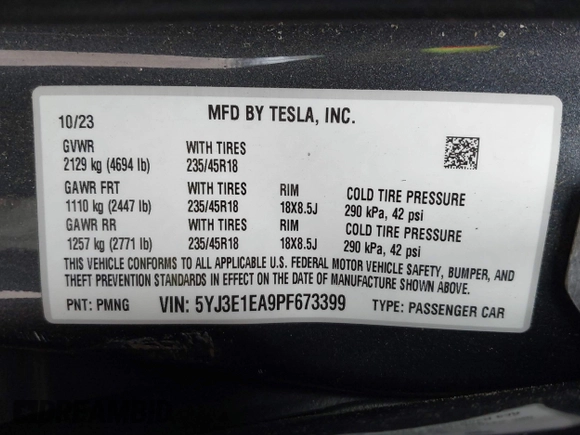 10/23 MFD BY TESLA, INC.
GVWR WITH TIRES
2129 kg (4694 lb) 235/45R18
GAWR FRT WITH TIRES RIM COLD TIRE PRESSURE
1110 kg (2447 lb) 235/45R18 18X8.5J 290 kPa, 42 psi
GAWR RR WITH TIRES RIM COLD TIRE PRESSURE
1257 kg (2771 lb) 235/45R18 18X8.5J 290 kPa, 42 psi
THIS VEHICLE CONFORMS TO ALL APPLICABLE U.S. FEDERAL MOTOR VEHICLE SAFETY, BUMPER, AND
THEFT PREVENTION STANDARDS IN EFFECT ON THE DATE OF MANUFACTURE SHOWN ABOVE.
PNT: PMNG VIN: 5YJ3E1EA9PF673399 TYPE: PASSENGER CAR